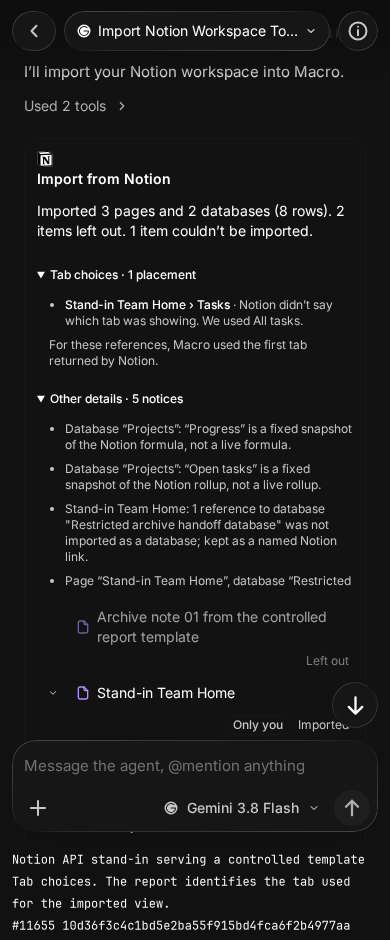 Import Notion Workspace To...
I'll import your Notion workspace into Macro.
Used 2 tools
Import from Notion
Imported 3 pages and 2 databases (8 rows). 2
items left out. 1 item couldn't be imported.
▼ Tab choices · 1 placement
• Stand-in Team Home › Tasks · Notion didn't say
which tab was showing. We used All tasks.
For these references, Macro used the first tab
returned by Notion.
▼ Other details · 5 notices
• Database “Projects”: “Progress” is a fixed snapshot
of the Notion formula, not a live formula.
• Database “Projects”: “Open tasks” is a fixed
snapshot of the Notion rollup, not a live rollup.
• Stand-in Team Home: 1 reference to database
"Restricted archive handoff database" was not
imported as a database; kept as a named Notion
link.
• Page “Stand-in Team Home”, database “Restricted
Archive note 01 from the controlled
report template
Left out
Stand-in Team Home
Only you Imported
Message the agent, @mention anything
Gemini 3.8 Flash
Notion API stand-in serving a controlled template
Tab choices. The report identifies the tab used
for the imported view.
#11655 10d36f3c4c1bd5e2ba55f915bd4fca6f2b4977aa